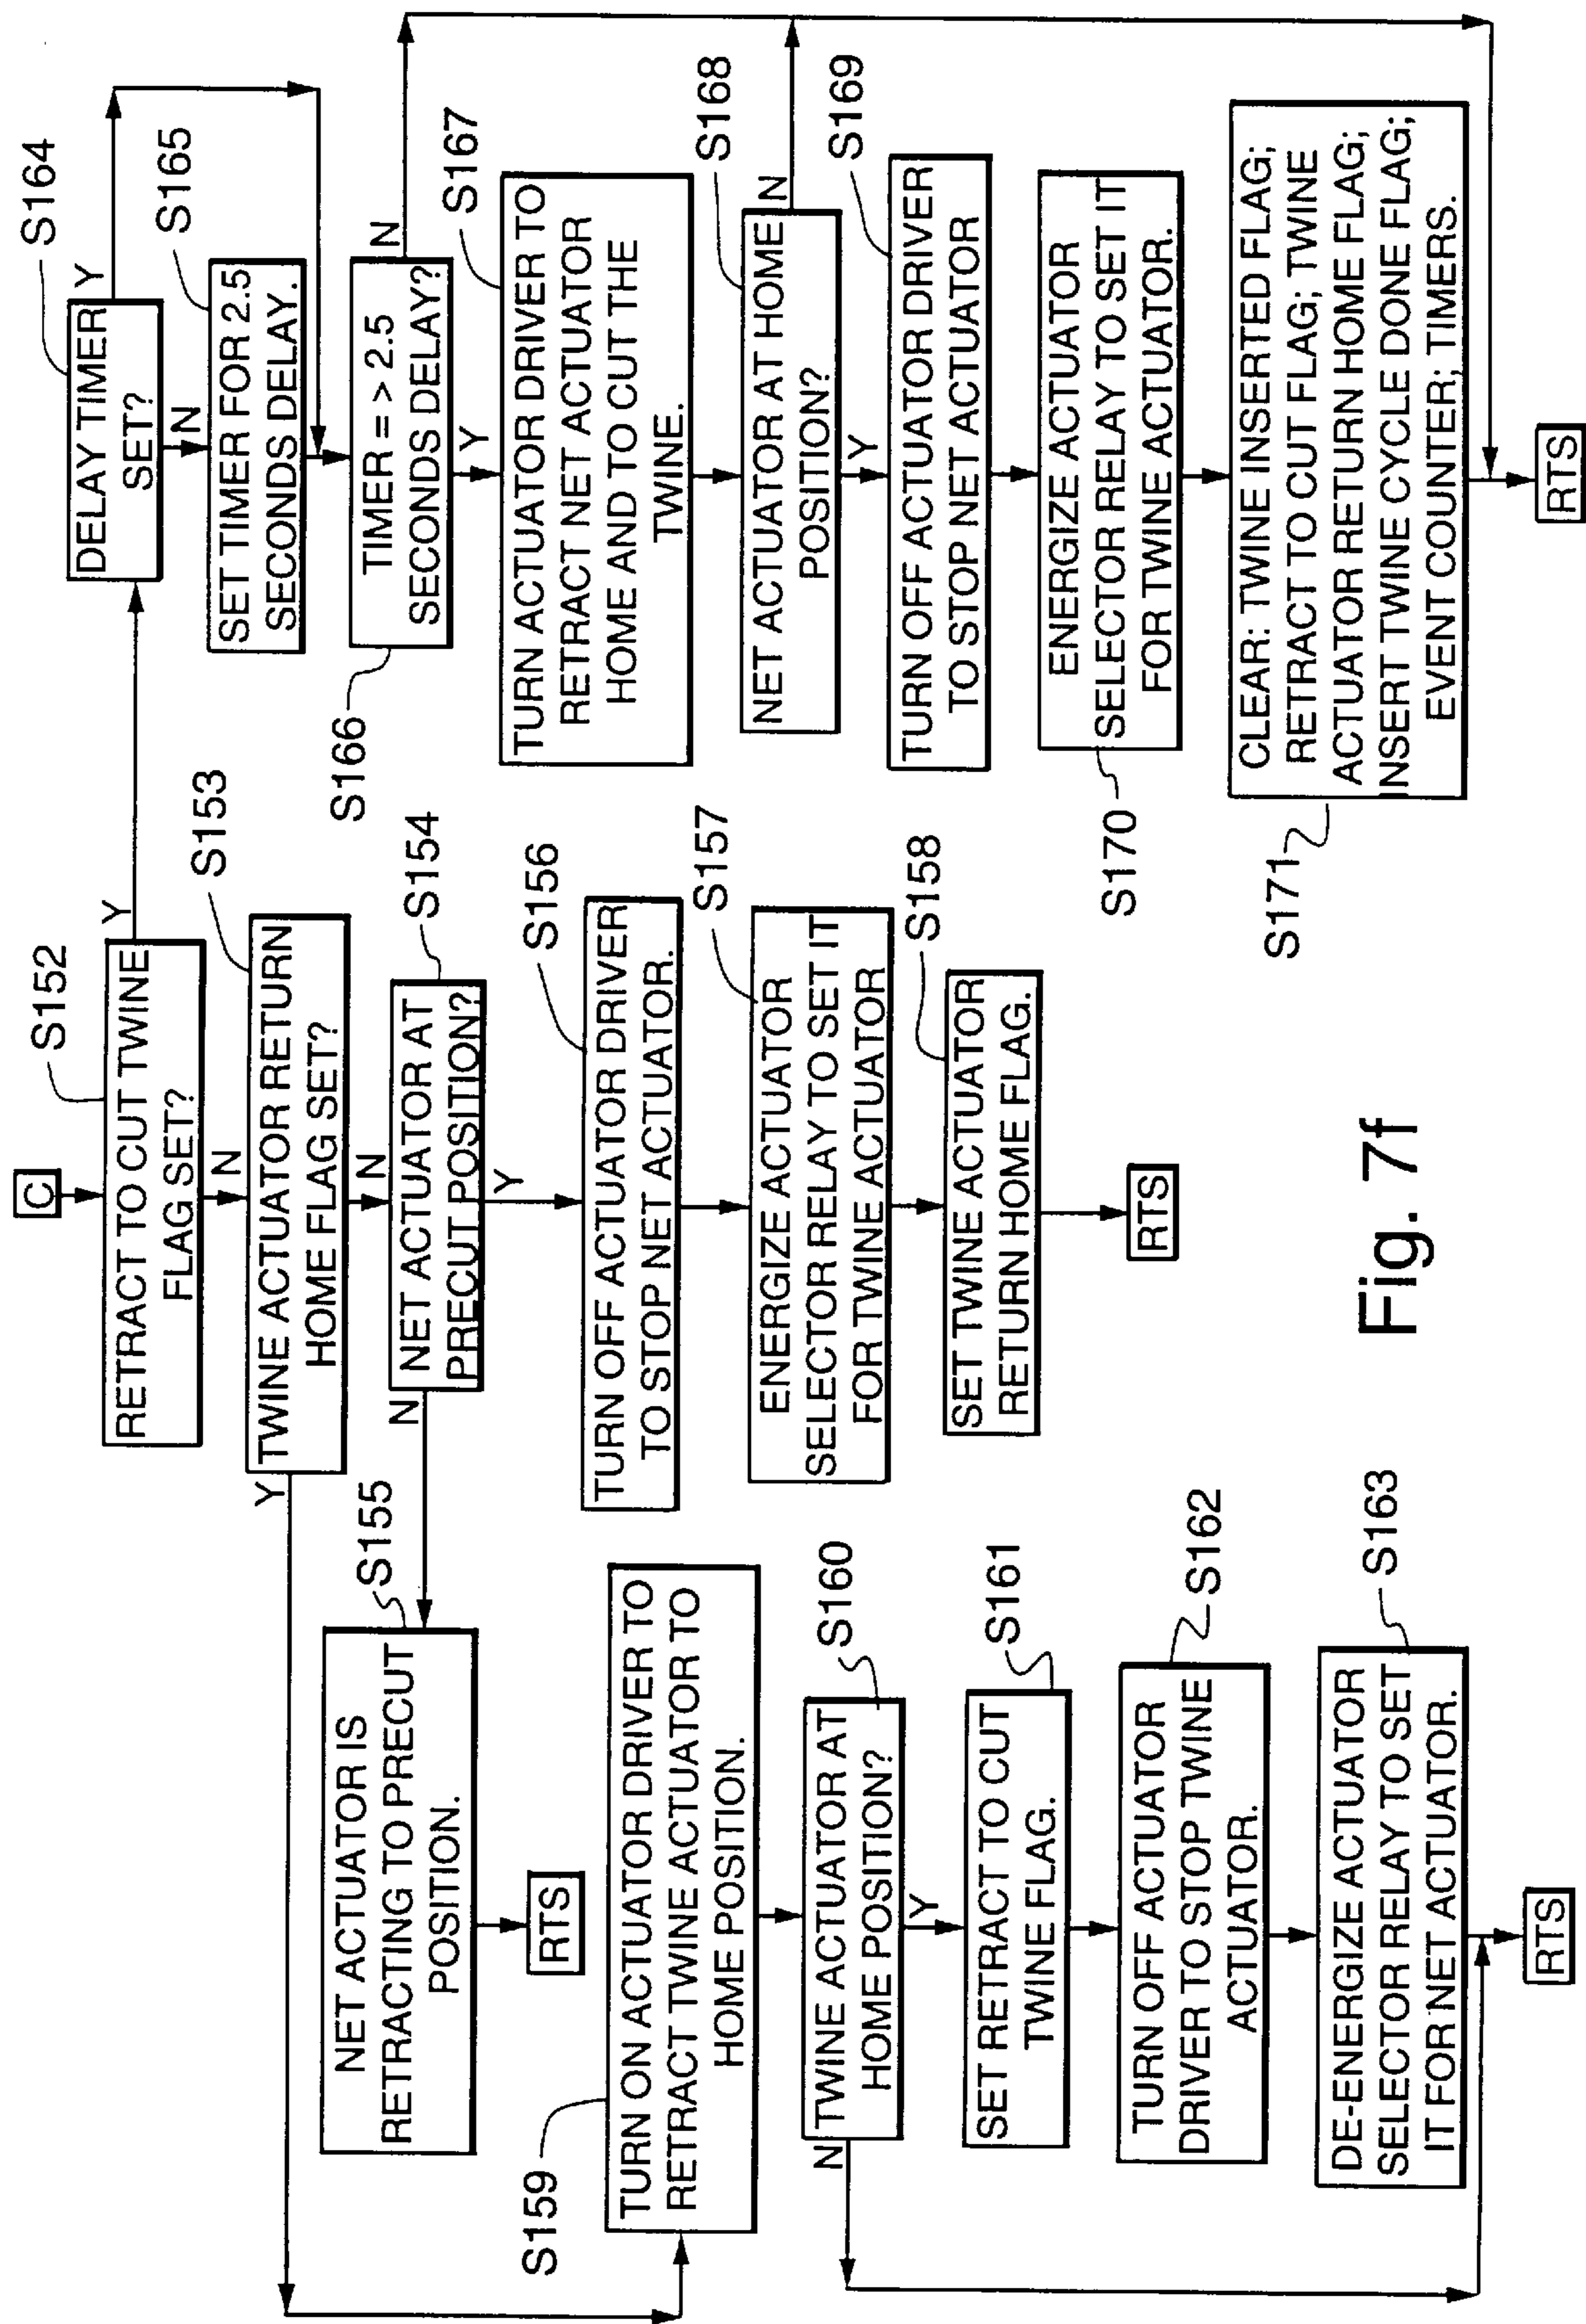 C
S152
RETRACT TO CUT TWINE
FLAG SET?
Y
N
S153
TWINE ACTUATOR RETURN
HOME FLAG SET?
Y
N
S154
NET ACTUATOR AT
PRECUT POSITION?
N
Y
S155
NET ACTUATOR IS
RETRACTING TO PRECUT
POSITION.
RTS
S156
TURN OFF ACTUATOR DRIVER
TO STOP NET ACTUATOR.
S157
ENERGIZE ACTUATOR
SELECTOR RELAY TO SET IT
FOR TWINE ACTUATOR
S158
SET TWINE ACTUATOR
RETURN HOME FLAG.
RTS
S159
TURN ON ACTUATOR DRIVER TO
RETRACT TWINE ACTUATOR TO
HOME POSITION.
S160
TWINE ACTUATOR AT
HOME POSITION?
N
Y
S161
SET RETRACT TO CUT
TWINE FLAG.
S162
TURN OFF ACTUATOR
DRIVER TO STOP TWINE
ACTUATOR.
S163
DE-ENERGIZE ACTUATOR
SELECTOR RELAY TO SET
IT FOR NET ACTUATOR.
RTS
S164
DELAY TIMER
SET?
Y
N
S165
SET TIMER FOR 2.5
SECONDS DELAY.
S166
TIMER = > 2.5
SECONDS DELAY?
N
Y
S167
TURN ACTUATOR DRIVER TO
RETRACT NET ACTUATOR
HOME AND TO CUT THE
TWINE.
S168
NET ACTUATOR AT HOME
POSITION?
N
Y
S169
TURN OFF ACTUATOR DRIVER
TO STOP NET ACTUATOR
S170
ENERGIZE ACTUATOR
SELECTOR RELAY TO SET IT
FOR TWINE ACTUATOR.
S171
CLEAR: TWINE INSERTED FLAG;
RETRACT TO CUT FLAG; TWINE
ACTUATOR RETURN HOME FLAG;
INSERT TWINE CYCLE DONE FLAG;
EVENT COUNTER; TIMERS.
RTS
Fig. 7f